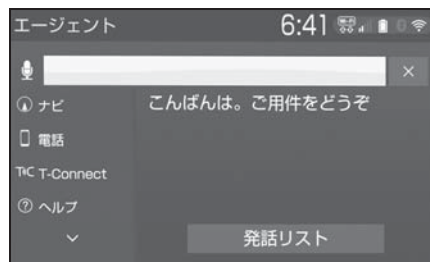 エージェント 6:41
こんばんは。ご用件をどうぞ
ナビ
電話
T-Connect
ヘルプ
発話リスト